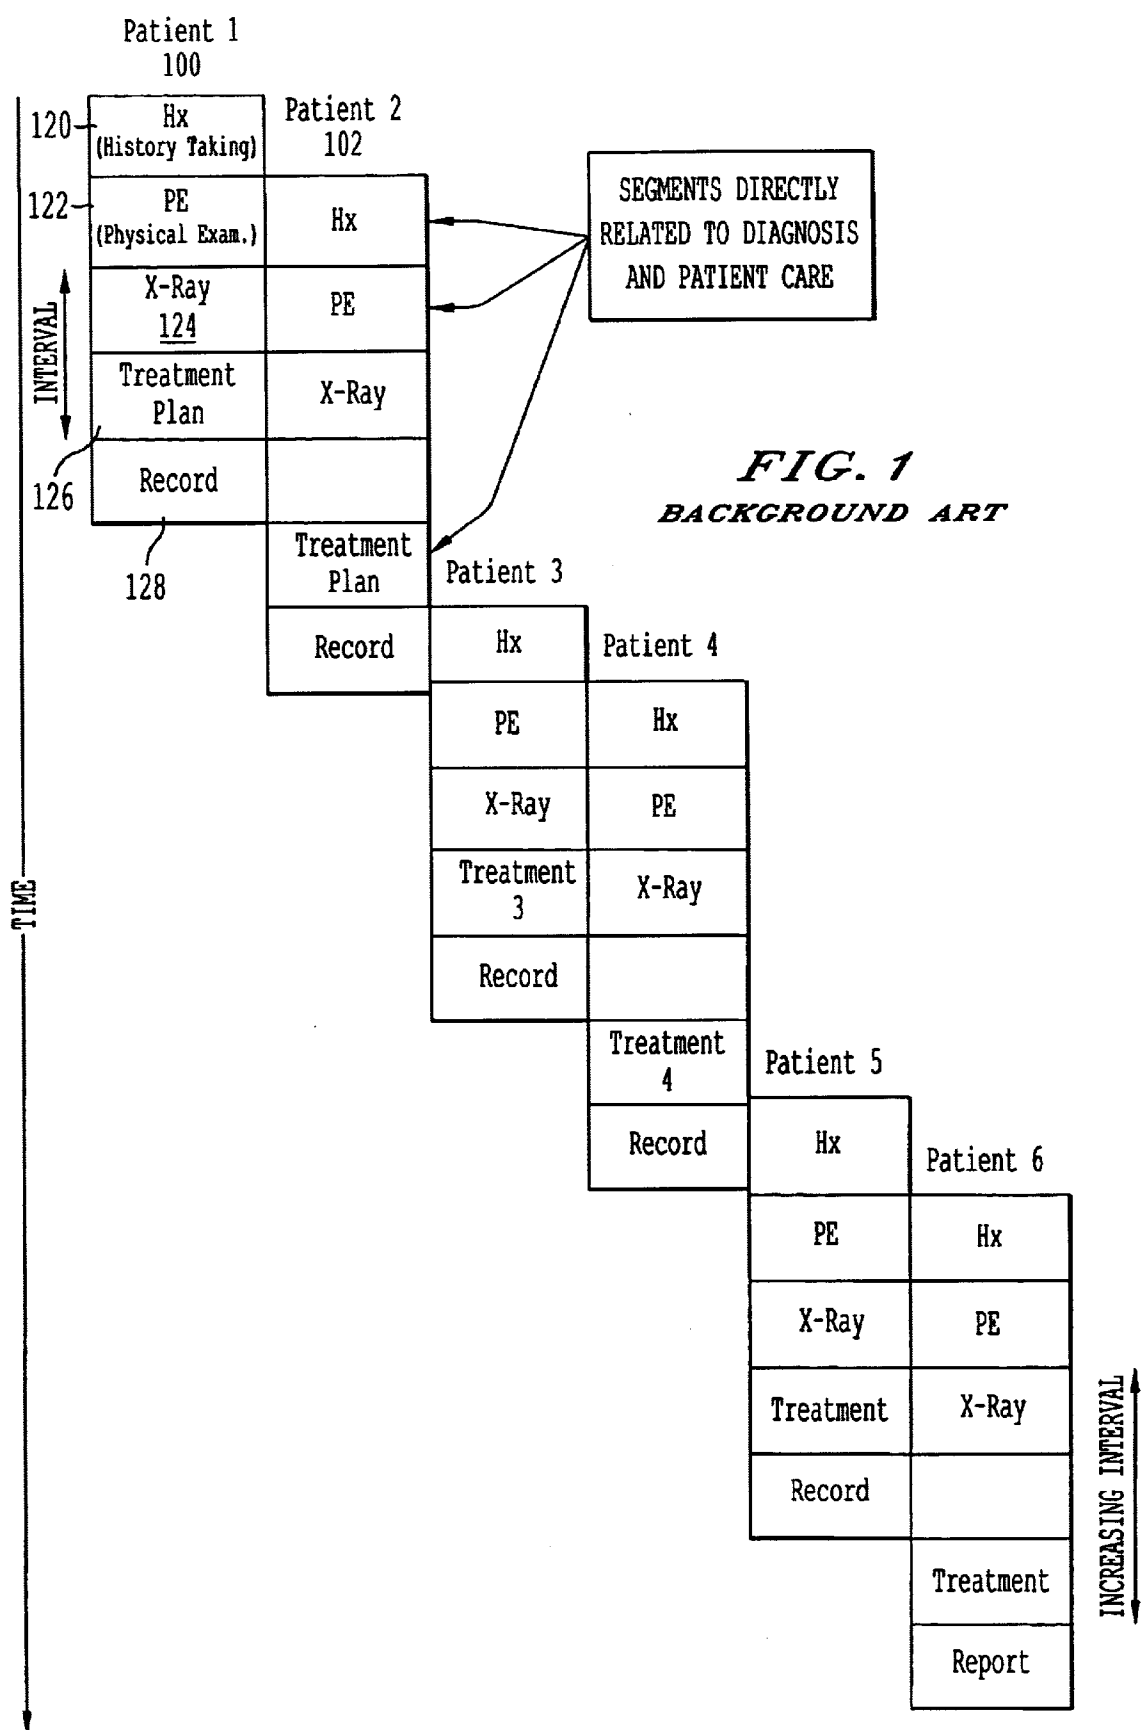 Patient 1
100
120
Hx
(History Taking)
Patient 2
102
122
PE
(Physical Exam.)
Hx
SEGMENTS DIRECTLY
RELATED TO DIAGNOSIS
AND PATIENT CARE
INTERVAL
X-Ray
124
PE
Treatment
Plan
X-Ray
126
Record
128
FIG. 1
BACKGROUND ART
Treatment
Plan
Patient 3
Record
Hx
Patient 4
PE
Hx
X-Ray
PE
TIME
Treatment
3
X-Ray
Record
Treatment
4
Patient 5
Record
Hx
Patient 6
PE
Hx
X-Ray
PE
Treatment
X-Ray
INCREASING INTERVAL
Record
Treatment
Report